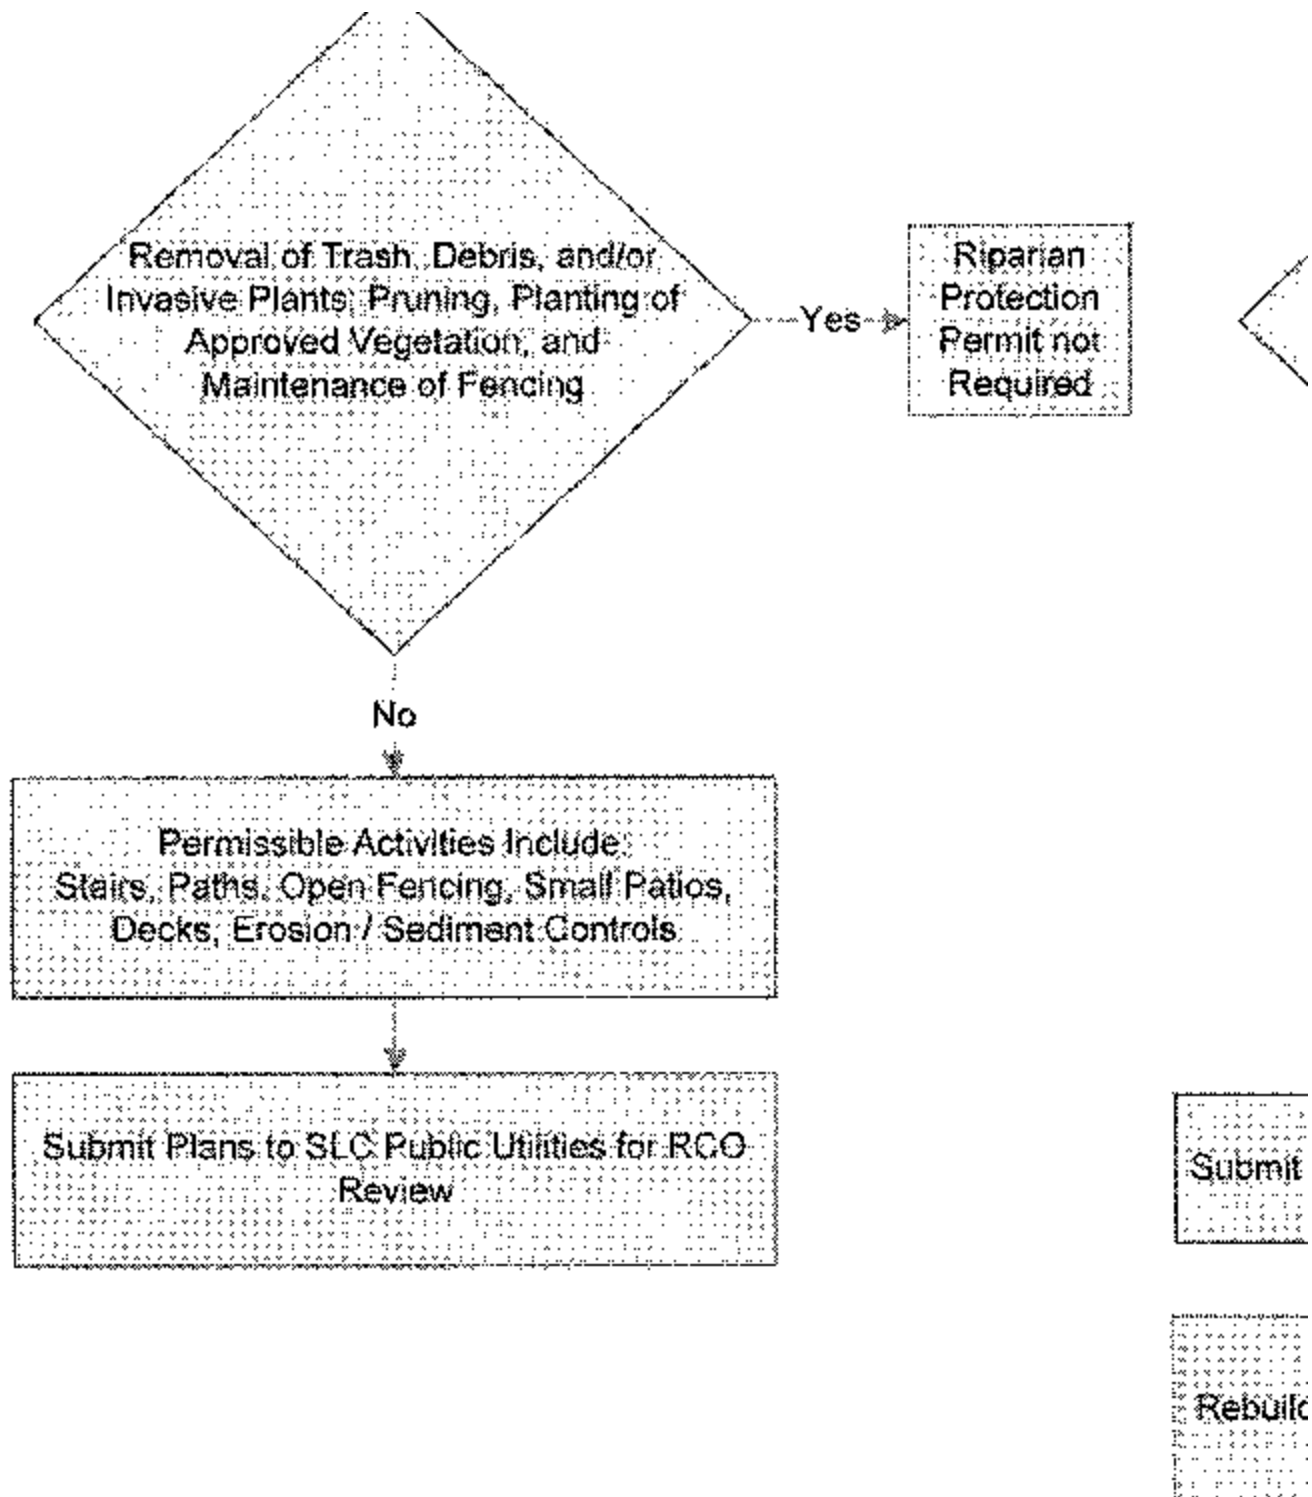 Removal of Trash, Debris, and/or
Invasive Plants, Pruning, Planting of
Approved Vegetation, and
Maintenance of Fencing
Yes
Riparian
Protection
Permit not
Required
No
Permissible Activities Include:
Stairs, Paths, Open Fencing, Small Patios,
Decks, Erosion / Sediment Controls
Submit Plans to SLC Public Utilities for RCO
Review
Submit
Rebuild